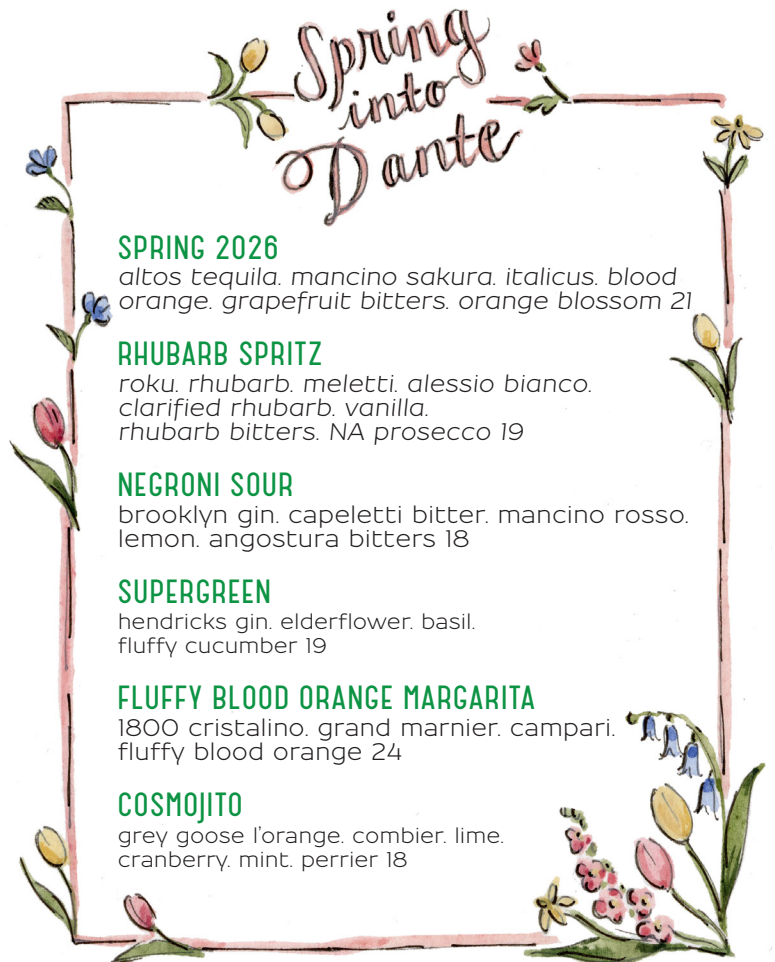 Spring
into
Dante
SPRING 2026
altos tequila. mancino sakura. italicus. blood
orange. grapefruit bitters. orange blossom 21
RHUBARB SPRITZ
roku. rhubarb. meletti. alessio bianco.
clarified rhubarb. vanilla.
rhubarb bitters. NA prosecco 19
NEGRONI SOUR
brooklyn gin. capeletti bitter. mancino rosso.
lemon. angostura bitters 18
SUPERGREEN
hendricks gin. elderflower. basil.
fluffy cucumber 19
FLUFFY BLOOD ORANGE MARGARITA
1800 cristalino. grand marnier. campari.
fluffy blood orange 24
COSMOJITO
grey goose l'orange. combier. lime.
cranberry. mint. perrier 18